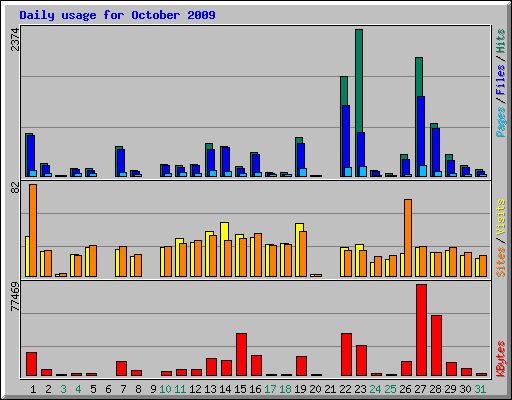 Daily usage for October 2009
2374
Pages / Files / Hits
82
Sites / Visits
77469
KBytes
1 2 3 4 5 6 7 8 9 10 11 12 13 14 15 16 17 18 19 20 21 22 23 24 25 26 27 28 29 30 31